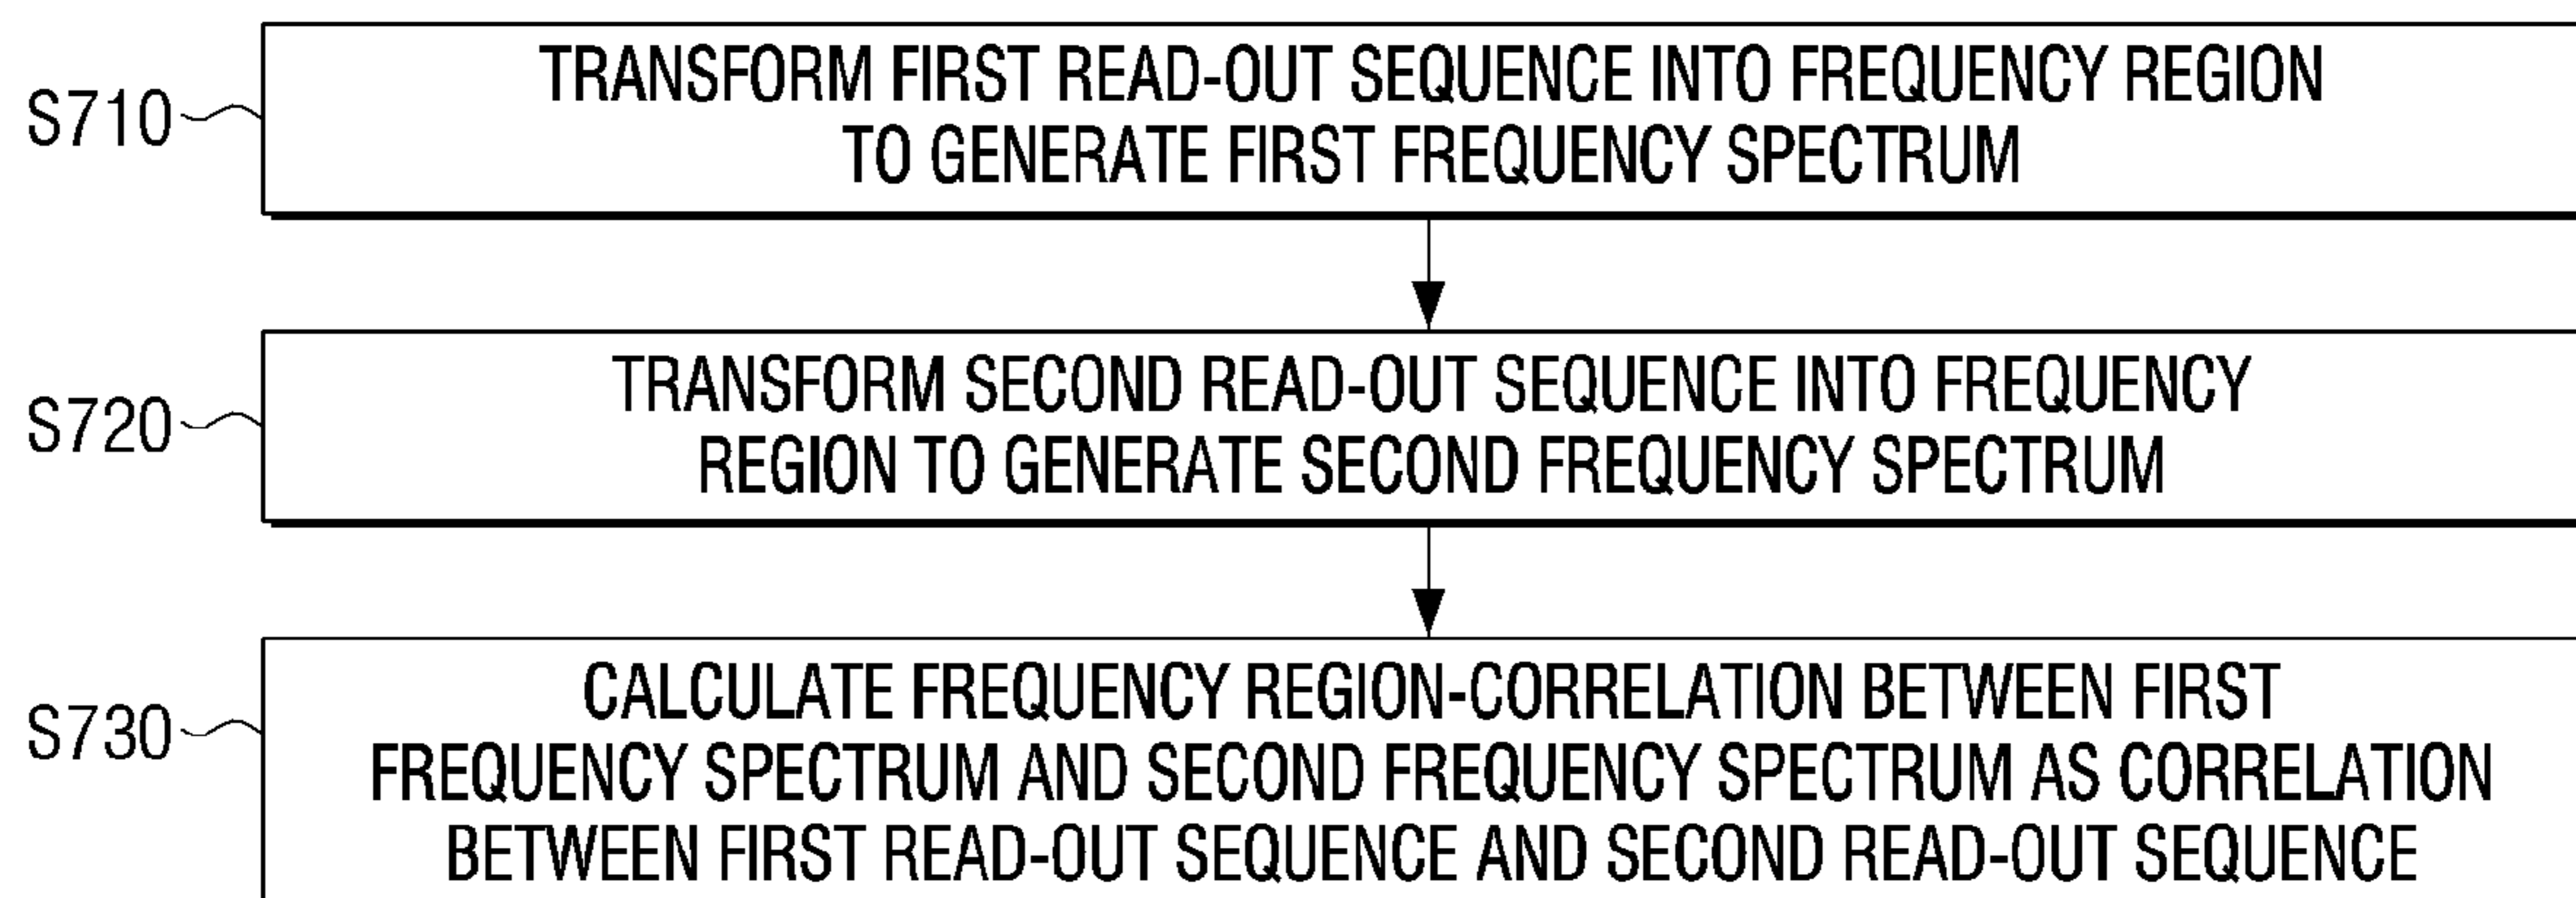 S710
TRANSFORM FIRST READ-OUT SEQUENCE INTO FREQUENCY REGION
TO GENERATE FIRST FREQUENCY SPECTRUM
S720
TRANSFORM SECOND READ-OUT SEQUENCE INTO FREQUENCY
REGION TO GENERATE SECOND FREQUENCY SPECTRUM
S730
CALCULATE FREQUENCY REGION-CORRELATION BETWEEN FIRST
FREQUENCY SPECTRUM AND SECOND FREQUENCY SPECTRUM AS CORRELATION
BETWEEN FIRST READ-OUT SEQUENCE AND SECOND READ-OUT SEQUENCE